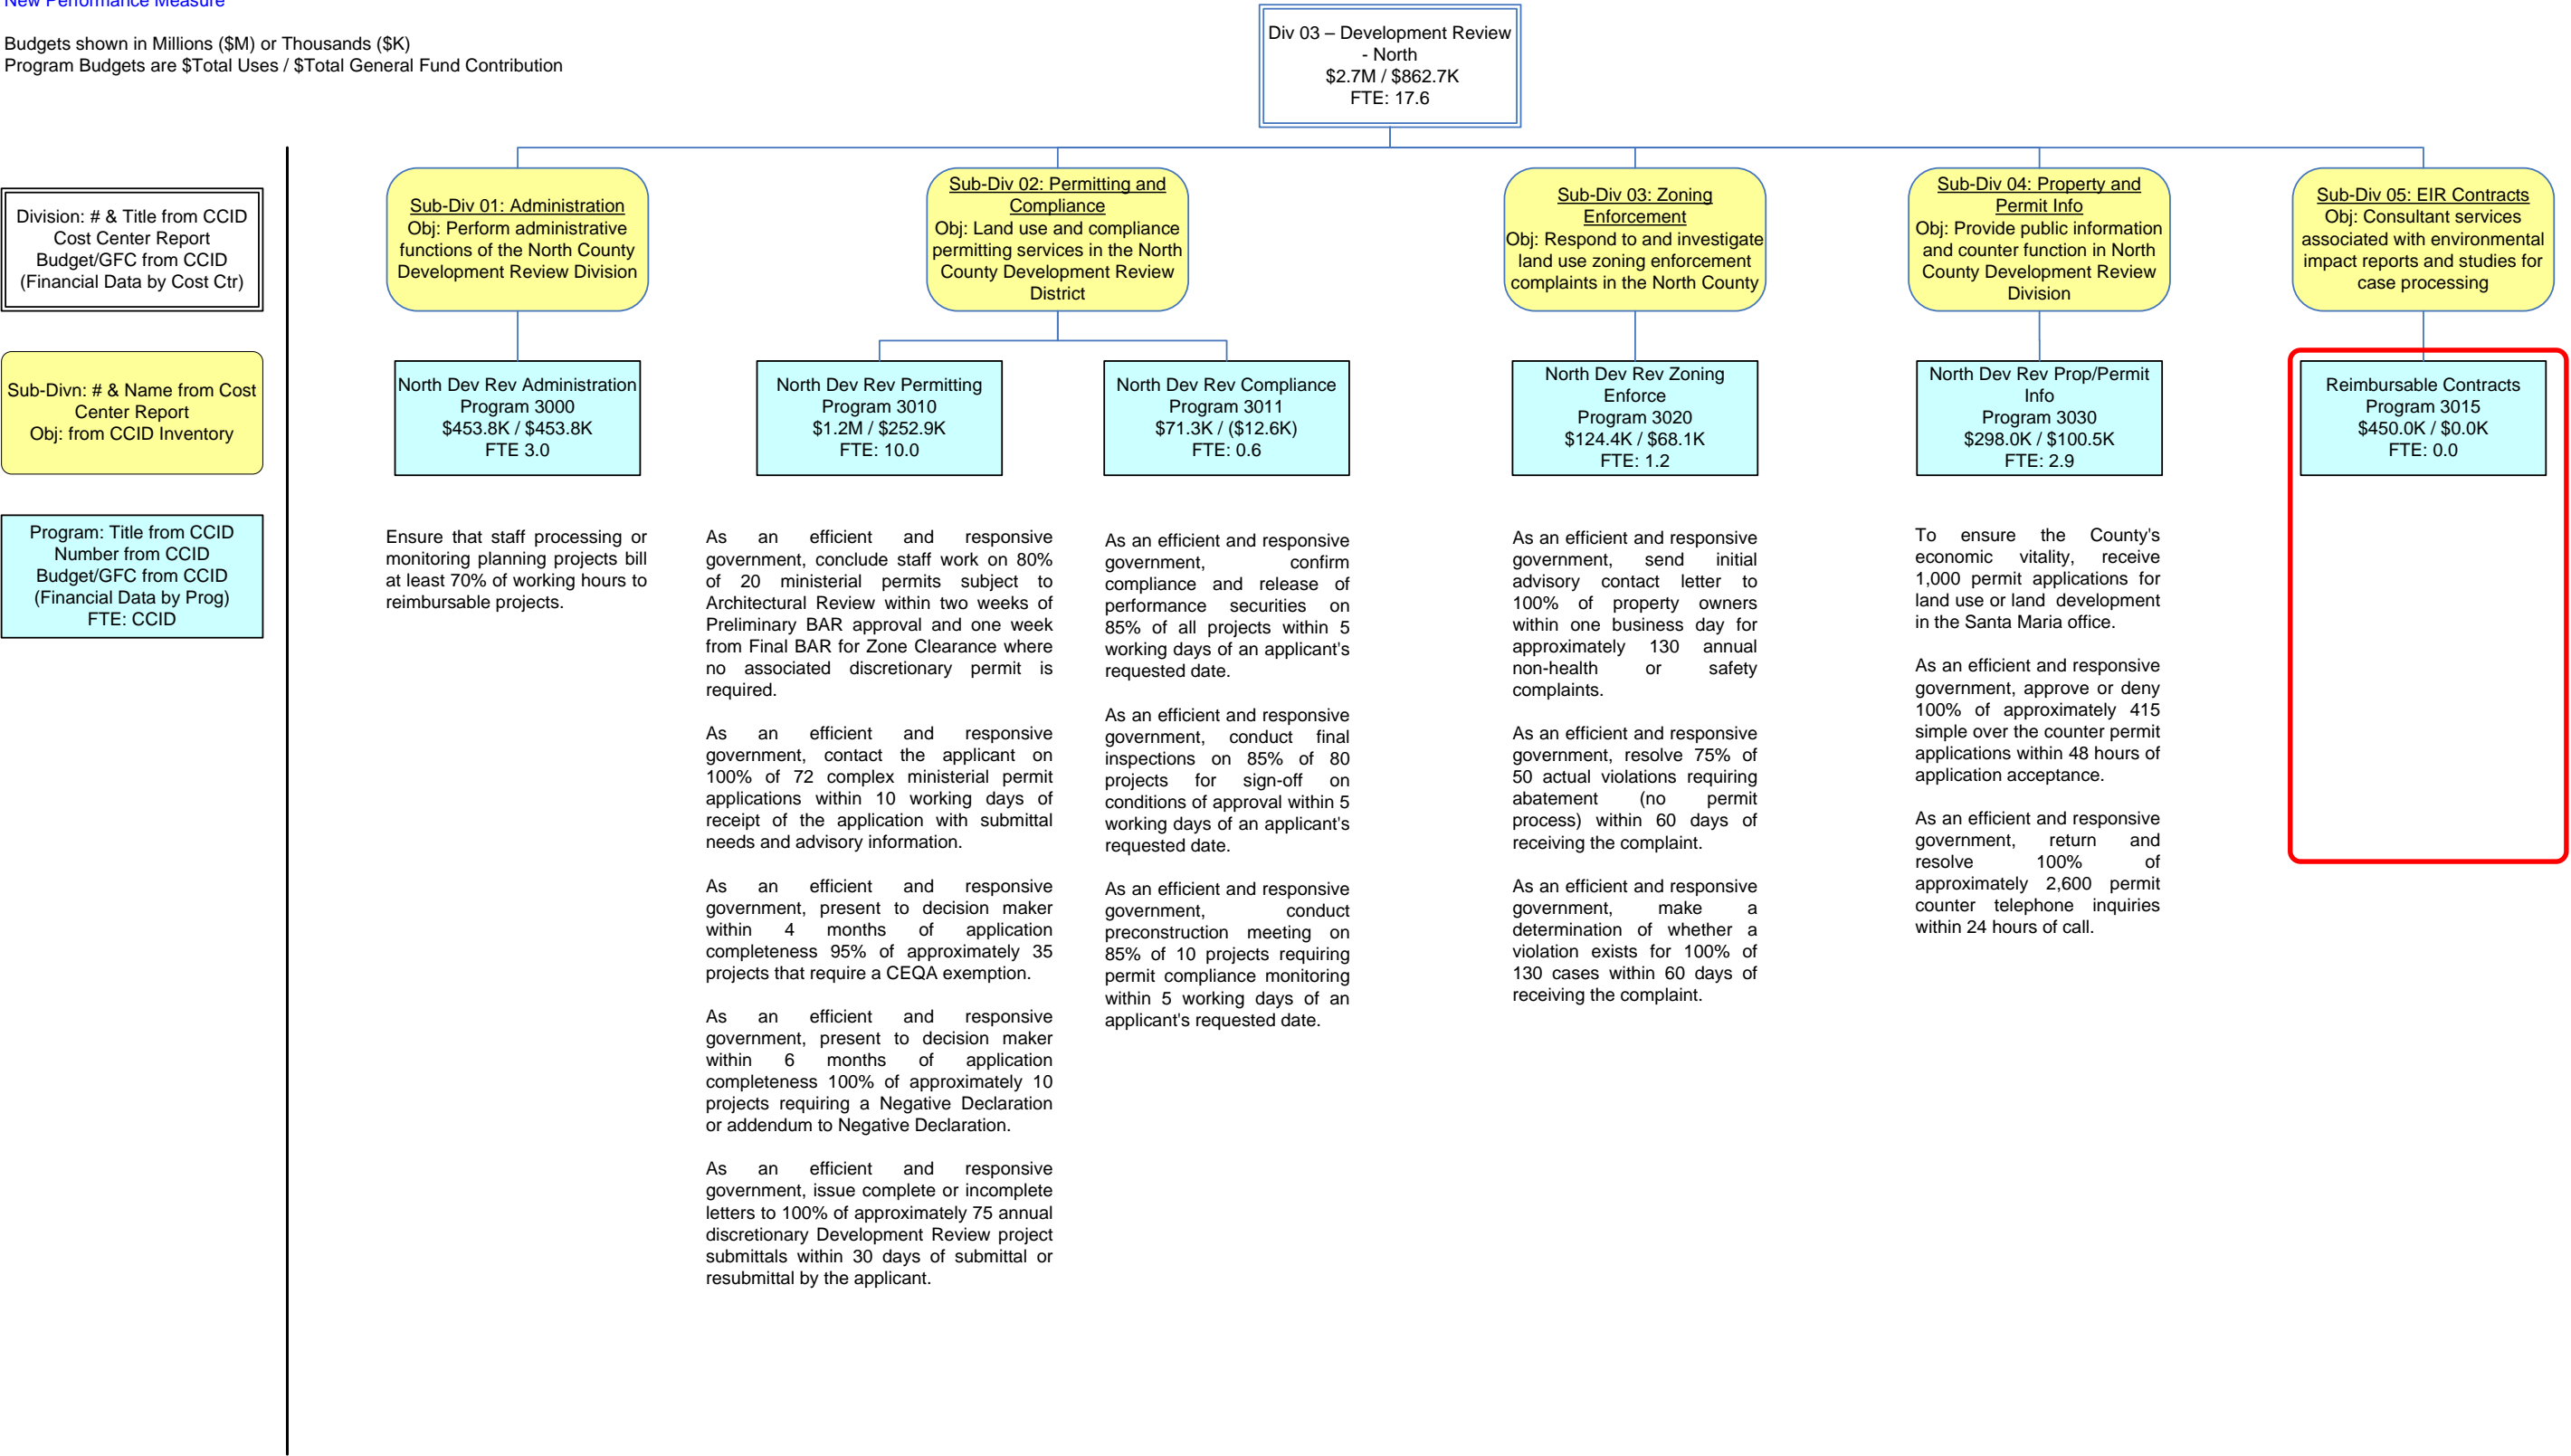 New Performance Measure
Budgets shown in Millions ($M) or Thousands ($K)
Program Budgets are $Total Uses / $Total General Fund Contribution
Div 03 – Development Review
- North
$2.7M / $862.7K
FTE: 17.6
Division: # & Title from CCID
Cost Center Report
Budget/GFC from CCID
(Financial Data by Cost Ctr)
Sub-Divn: # & Name from Cost
Center Report
Obj: from CCID Inventory
Program: Title from CCID
Number from CCID
Budget/GFC from CCID
(Financial Data by Prog)
FTE: CCID
Sub-Div 01: Administration
Obj: Perform administrative
functions of the North County
Development Review Division
North Dev Rev Administration
Program 3000
$453.8K / $453.8K
FTE 3.0
Ensure that staff processing or
monitoring planning projects bill
at least 70% of working hours to
reimbursable projects.
Sub-Div 02: Permitting and
Compliance
Obj: Land use and compliance
permitting services in the North
County Development Review
District
North Dev Rev Permitting
Program 3010
$1.2M / $252.9K
FTE: 10.0
As an efficient and responsive
government, conclude staff work on 80%
of 20 ministerial permits subject to
Architectural Review within two weeks of
Preliminary BAR approval and one week
from Final BAR for Zone Clearance where
no associated discretionary permit is
required.
As an efficient and responsive
government, contact the applicant on
100% of 72 complex ministerial permit
applications within 10 working days of
receipt of the application with submittal
needs and advisory information.
As an efficient and responsive
government, present to decision maker
within 4 months of application
completeness 95% of approximately 35
projects that require a CEQA exemption.
As an efficient and responsive
government, present to decision maker
within 6 months of application
completeness 100% of approximately 10
projects requiring a Negative Declaration
or addendum to Negative Declaration.
As an efficient and responsive
government, issue complete or incomplete
letters to 100% of approximately 75 annual
discretionary Development Review project
submittals within 30 days of submittal or
resubmittal by the applicant.
North Dev Rev Compliance
Program 3011
$71.3K / ($12.6K)
FTE: 0.6
As an efficient and responsive
government, confirm
compliance and release of
performance securities on
85% of all projects within 5
working days of an applicant's
requested date.
As an efficient and responsive
government, conduct final
inspections on 85% of 80
projects for sign-off on
conditions of approval within 5
working days of an applicant's
requested date.
As an efficient and responsive
government, conduct
preconstruction meeting on
85% of 10 projects requiring
permit compliance monitoring
within 5 working days of an
applicant's requested date.
Sub-Div 03: Zoning
Enforcement
Obj: Respond to and investigate
land use zoning enforcement
complaints in the North County
North Dev Rev Zoning
Enforce
Program 3020
$124.4K / $68.1K
FTE: 1.2
As an efficient and responsive
government, send initial
advisory contact letter to
100% of property owners
within one business day for
approximately 130 annual
non-health or safety
complaints.
As an efficient and responsive
government, resolve 75% of
50 actual violations requiring
abatement (no permit
process) within 60 days of
receiving the complaint.
As an efficient and responsive
government, make a
determination of whether a
violation exists for 100% of
130 cases within 60 days of
receiving the complaint.
Sub-Div 04: Property and
Permit Info
Obj: Provide public information
and counter function in North
County Development Review
Division
North Dev Rev Prop/Permit
Info
Program 3030
$298.0K / $100.5K
FTE: 2.9
To ensure the County's
economic vitality, receive
1,000 permit applications for
land use or land development
in the Santa Maria office.
As an efficient and responsive
government, approve or deny
100% of approximately 415
simple over the counter permit
applications within 48 hours of
application acceptance.
As an efficient and responsive
government, return and
resolve 100% of
approximately 2,600 permit
counter telephone inquiries
within 24 hours of call.
Sub-Div 05: EIR Contracts
Obj: Consultant services
associated with environmental
impact reports and studies for
case processing
Reimbursable Contracts
Program 3015
$450.0K / $0.0K
FTE: 0.0